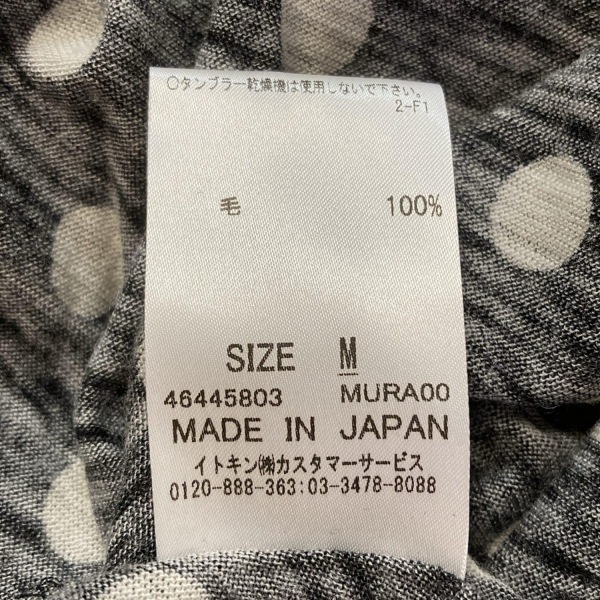 ○タンブラー乾燥機は使用しないで下さい。
2-F1
毛 100%
SIZE M
46445803 MURA00
MADE IN JAPAN
イトキン㈱カスタマーサービス
0120-888-363:03-3478-8088